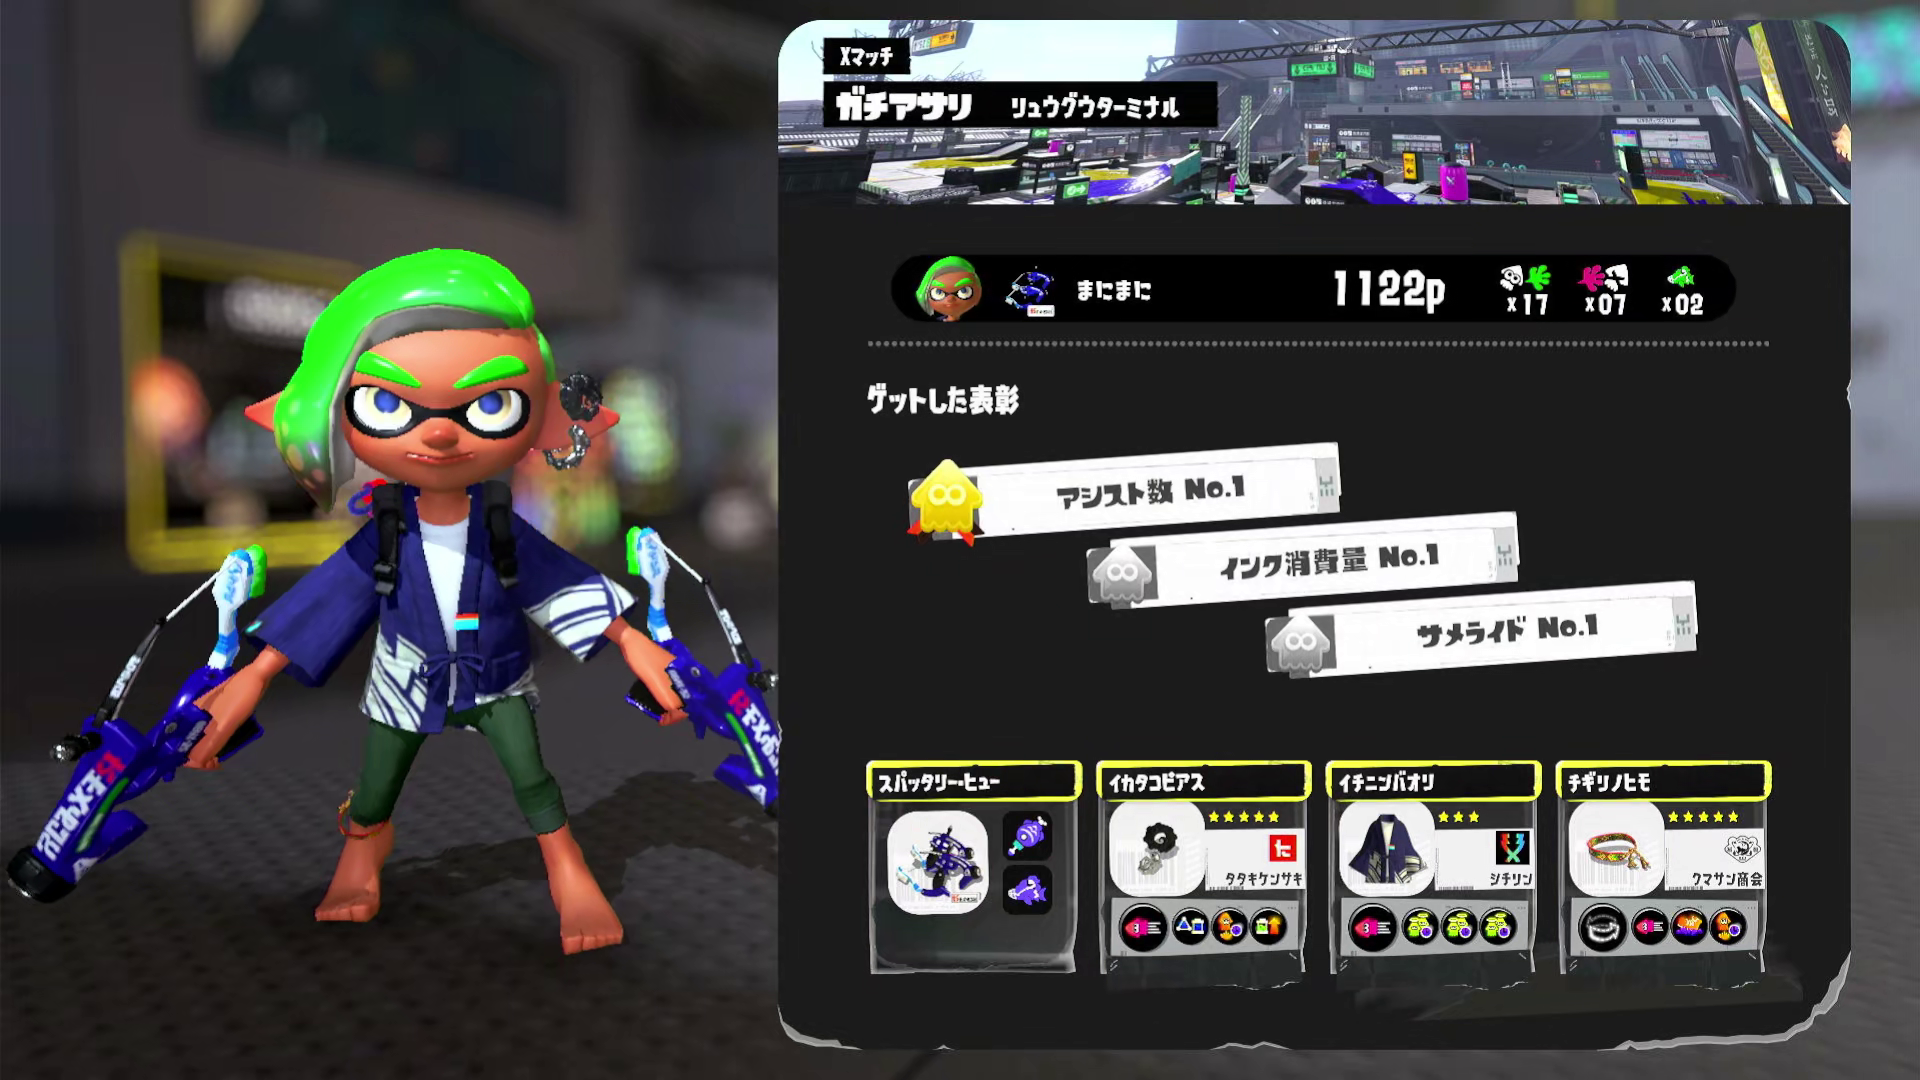 Xマッチ
ガチアサリ リュウグウターミナル
まにまに 1122p x17 x07 x02
ゲットした表彰
アシスト数 No.1
インク消費量 No.1
サメライド No.1
スパッタリー・ヒュー
イカタコピアス
イチニンバオリ
チギリノヒモ
タタキケンサキ
シチリン
クマサン商会